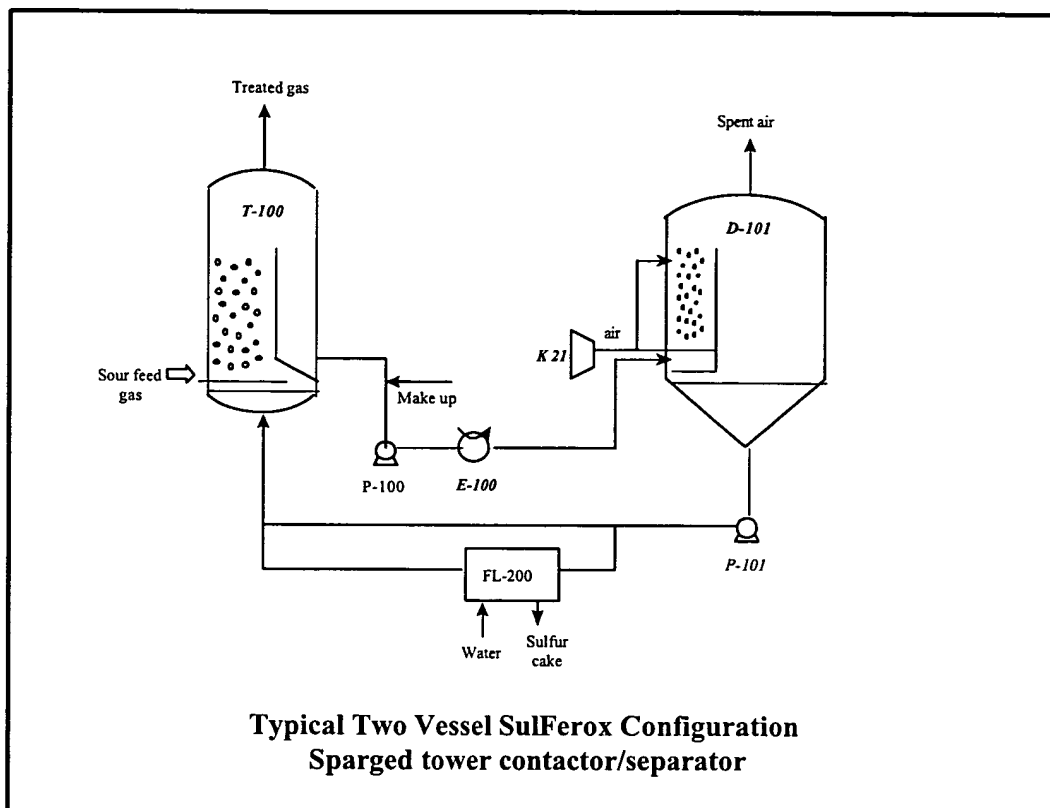 Treated gas
Spent air
T-100
D-101
air
K 21
Sour feed
gas
Make up
P-100
E-100
P-101
FL-200
Water
Sulfur
cake
Typical Two Vessel SulFerox Configuration
Sparged tower contactor/separator